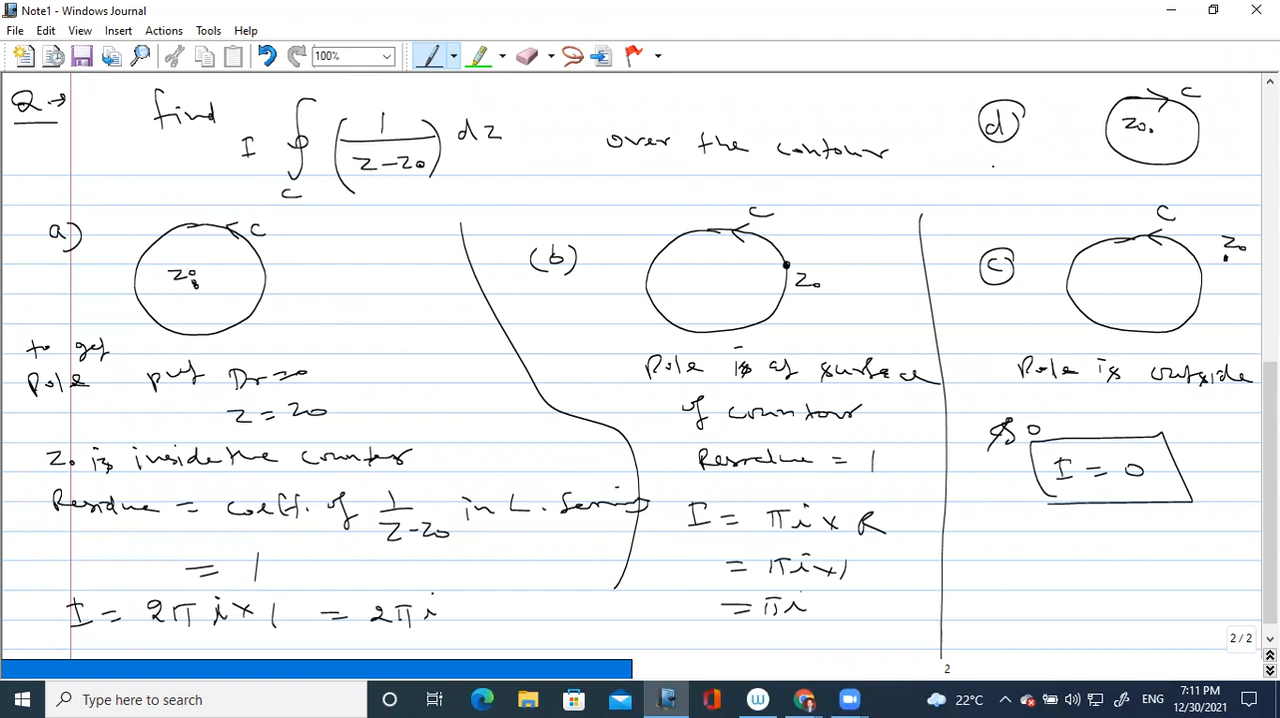 Note1 - Windows Journal
File Edit View Insert Actions Tools Help
100%
Q → find I ∮ (1/(z-z0)) dz over the contour
C
(d) z0. C
a) z0 C
(b) C z0
(c) C z0
to get
Pole put Dr=0
z = z0
z0 is inside the counter
Residue = coeff. of 1/(z-z0) in L. Series
= 1
I = 2πi × 1 = 2πi
Pole is at surface
of countour
Residue = 1
I = πi × R
= πi×1
= πi
Pole is outside
So
I = 0
2 / 2
2
Type here to search
22°C
ENG
7:11 PM
12/30/2021